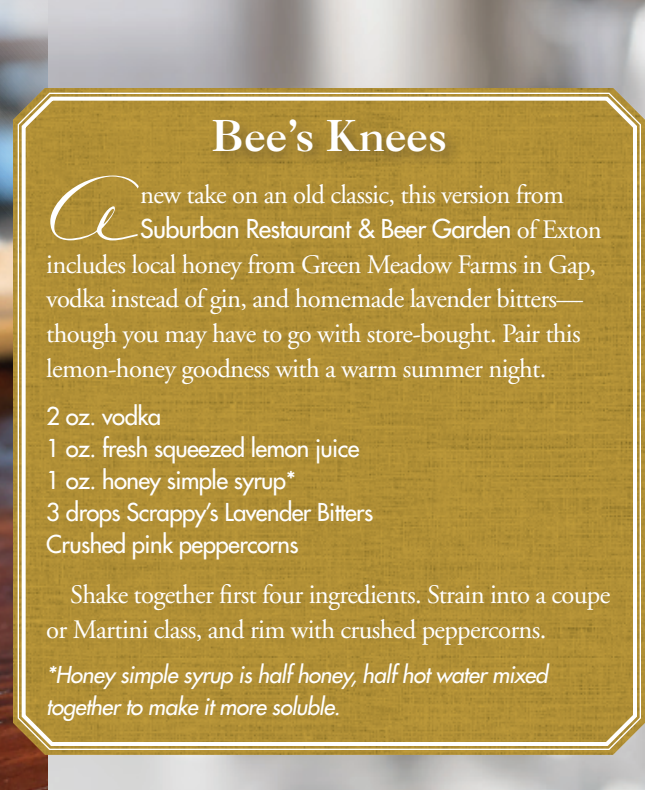 Bee's Knees
A new take on an old classic, this version from
Suburban Restaurant & Beer Garden of Exton
includes local honey from Green Meadow Farms in Gap,
vodka instead of gin, and homemade lavender bitters—
though you may have to go with store-bought. Pair this
lemon-honey goodness with a warm summer night.
2 oz. vodka
1 oz. fresh squeezed lemon juice
1 oz. honey simple syrup*
3 drops Scrappy's Lavender Bitters
Crushed pink peppercorns
Shake together first four ingredients. Strain into a coupe
or Martini class, and rim with crushed peppercorns.
*Honey simple syrup is half honey, half hot water mixed
together to make it more soluble.